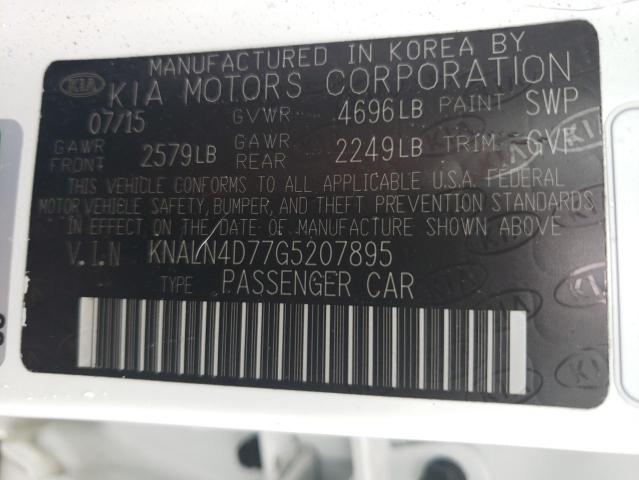 MANUFACTURED IN KOREA BY
KIA KIA MOTORS CORPORATION
07/15 GVWR 4696LB PAINT SWP
GAWR FRONT 2579LB GAWR REAR 2249LB TRIM GVP
THIS VEHICLE CONFORMS TO ALL APPLICABLE U.S.A. FEDERAL
MOTOR VEHICLE SAFETY, BUMPER, AND THEFT PREVENTION STANDARDS
IN EFFECT ON THE DATE OF MANUFACTURE SHOWN ABOVE
V.I.N KNALN4D77G5207895
TYPE PASSENGER CAR